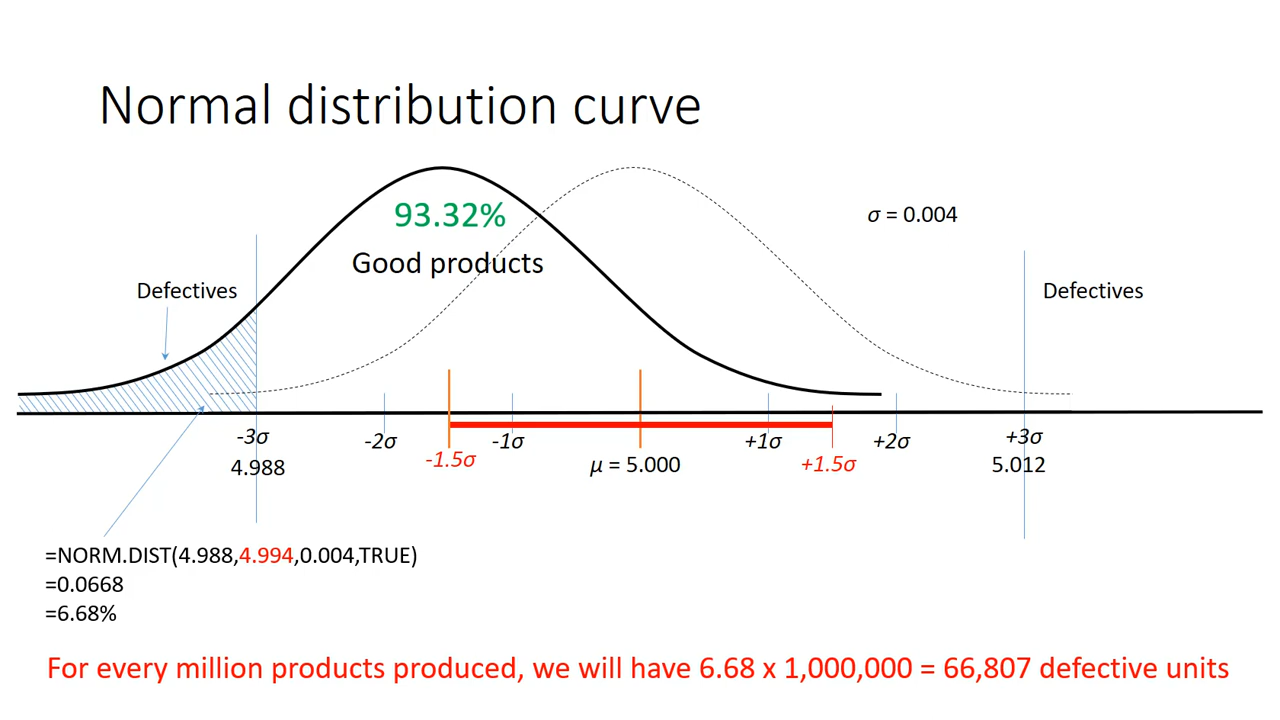 Normal distribution curve
93.32%
σ = 0.004
Good products
Defectives
Defectives
-3σ
-2σ
-1σ
+1σ
+2σ
+3σ
-1.5σ
+1.5σ
4.988
μ = 5.000
5.012
=NORM.DIST(4.988,4.994,0.004,TRUE)
=0.0668
=6.68%
For every million products produced, we will have 6.68 x 1,000,000 = 66,807 defective units